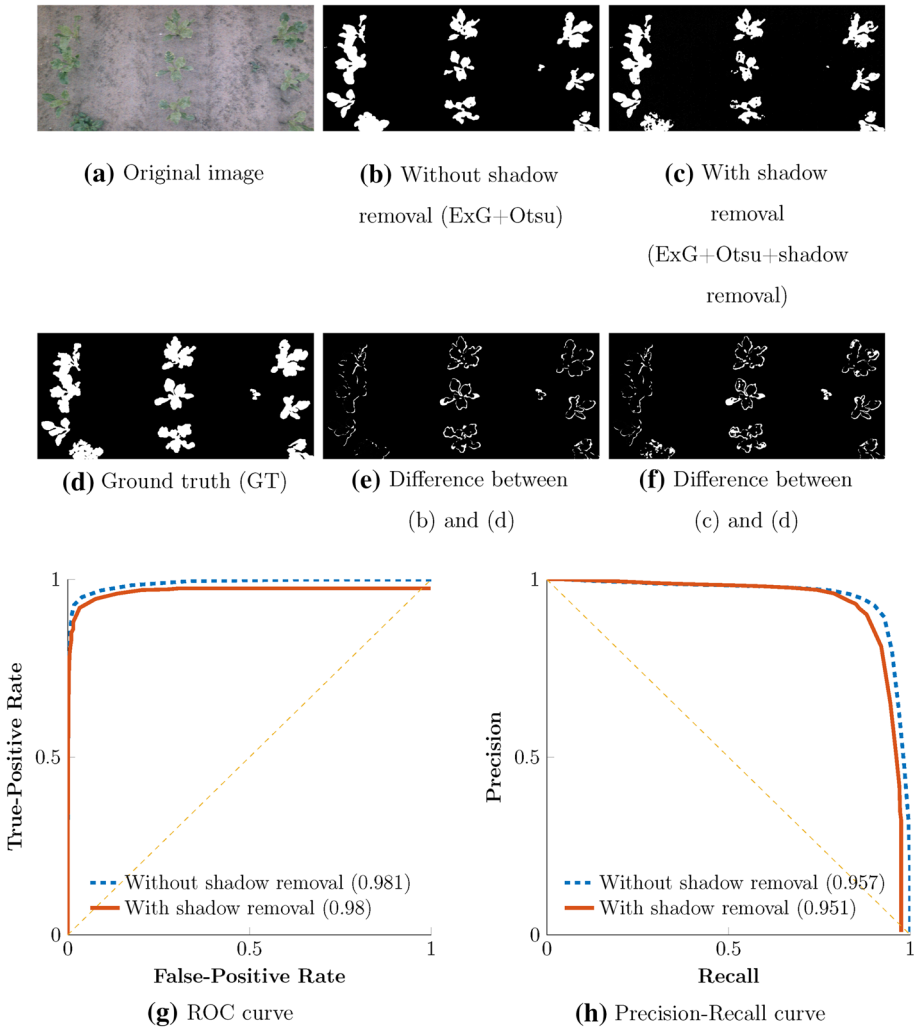 (a) Original image
(b) Without shadow
removal (ExG+Otsu)
(c) With shadow
removal
(ExG+Otsu+shadow
removal)
(d) Ground truth (GT)
(e) Difference between
(b) and (d)
(f) Difference between
(c) and (d)
True-Positive Rate
1
0.5
0
0 0.5 1
Without shadow removal (0.981)
With shadow removal (0.98)
False-Positive Rate
(g) ROC curve
Precision
1
0.5
0
0 0.5 1
Without shadow removal (0.957)
With shadow removal (0.951)
Recall
(h) Precision-Recall curve